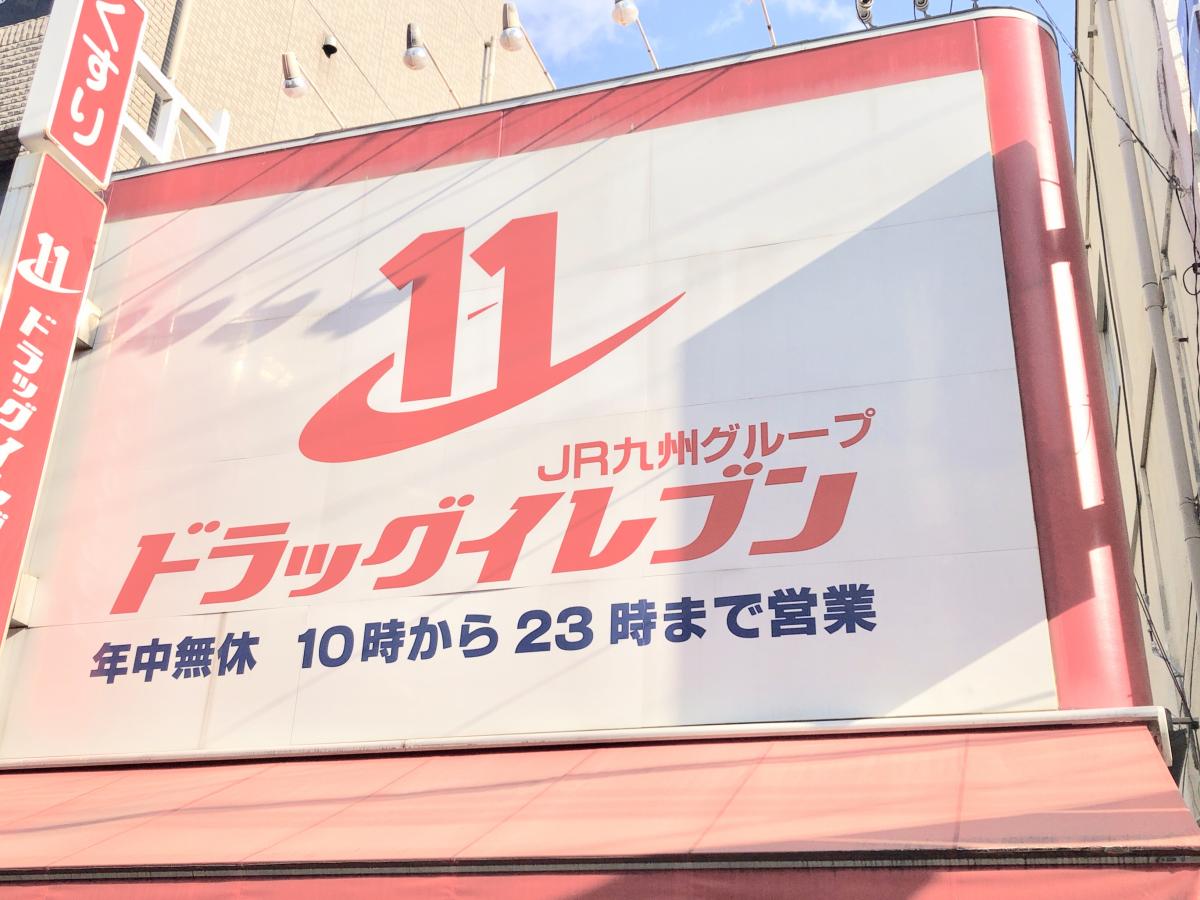 くすり
11
ドラッグイレブ
11
JR九州グループ
ドラッグイレブン
年中無休 10時から23時まで営業